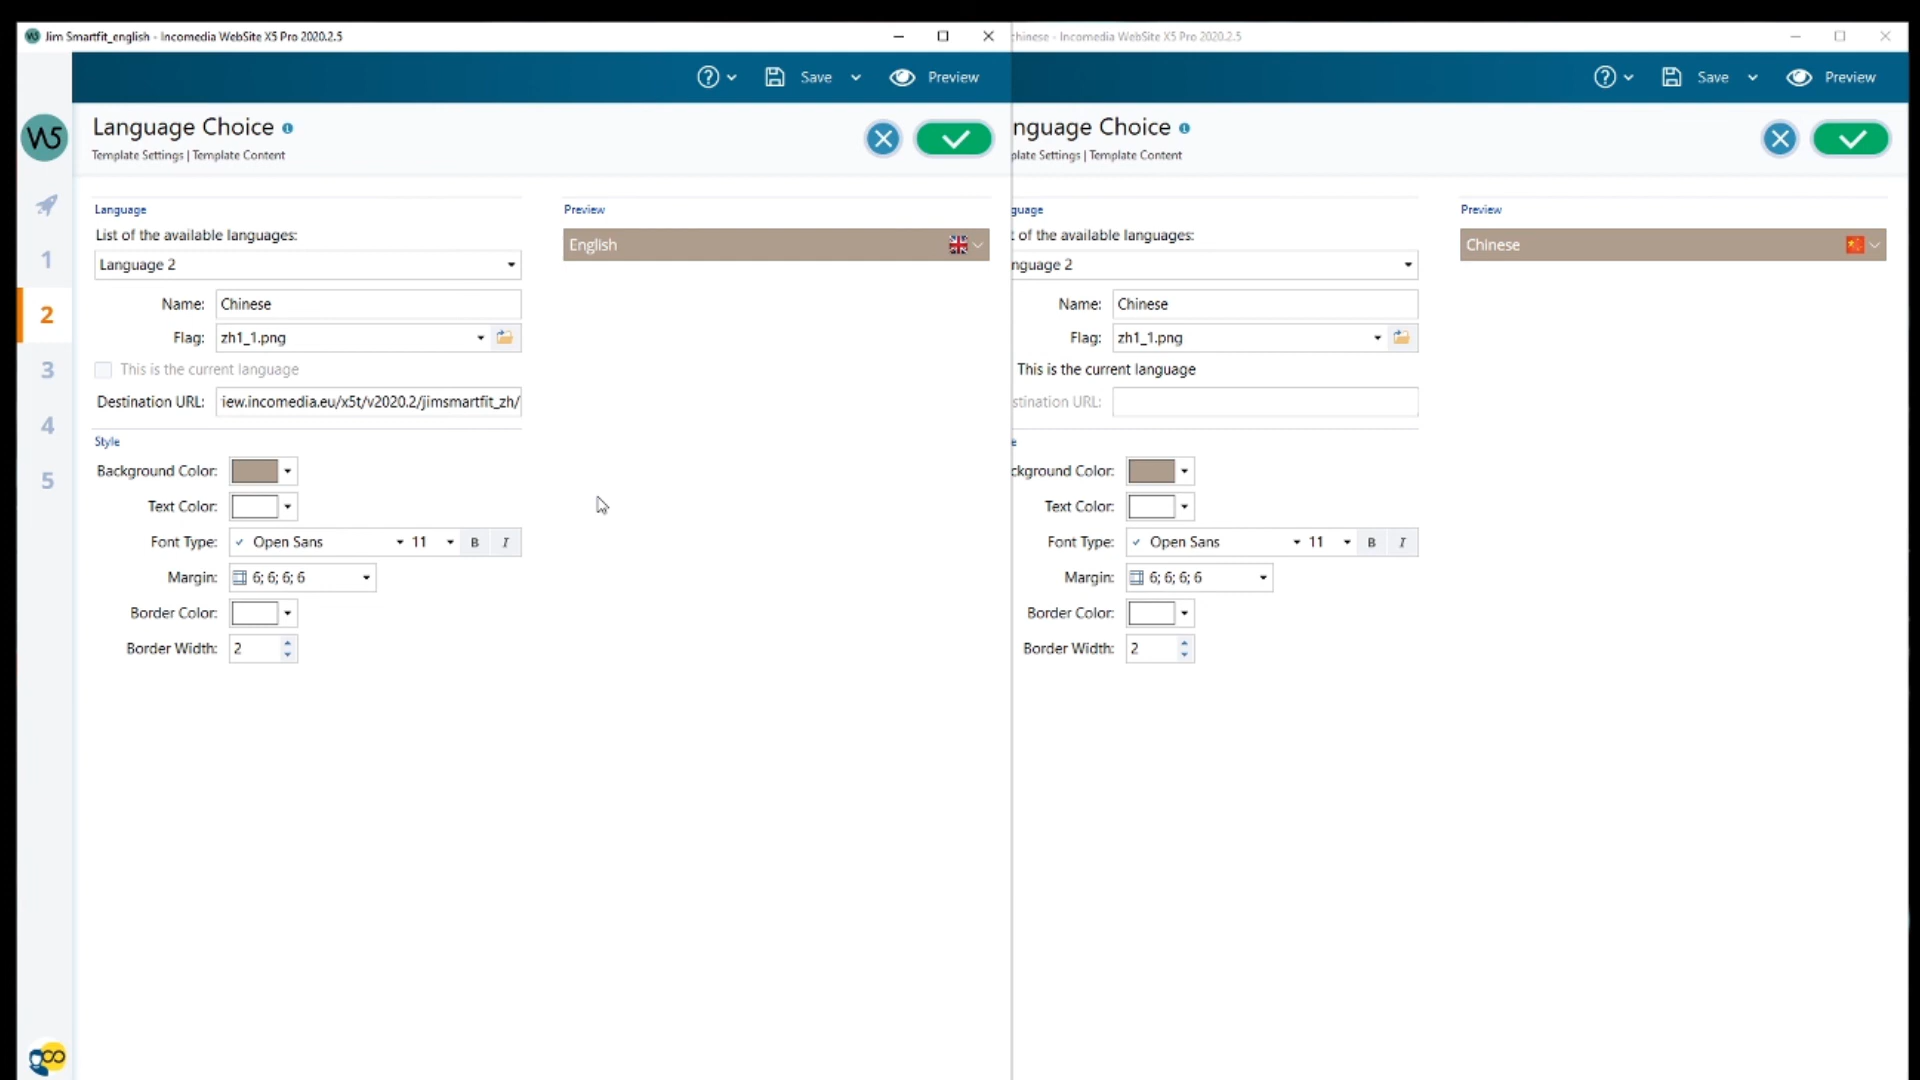 Jim Smartfit_english - Incomedia WebSite X5 Pro 2020.2.5
Save
Preview
W5
Language Choice
Template Settings | Template Content
1
2
3
4
5
Language
List of the available languages:
Language 2
Name: Chinese
Flag: zh1_1.png
This is the current language
Destination URL: iew.incomedia.eu/x5t/v2020.2/jimsmartfit_zh/
Style
Background Color:
Text Color:
Font Type: Open Sans 11 B I
Margin: 6; 6; 6; 6
Border Color:
Border Width: 2
Preview
English
chinese - Incomedia WebSite X5 Pro 2020.2.5
Save
Preview
nguage Choice
plate Settings | Template Content
guage
t of the available languages:
nguage 2
Name: Chinese
Flag: zh1_1.png
This is the current language
stination URL:
e
ckground Color:
Text Color:
Font Type: Open Sans 11 B I
Margin: 6; 6; 6; 6
Border Color:
Border Width: 2
Preview
Chinese